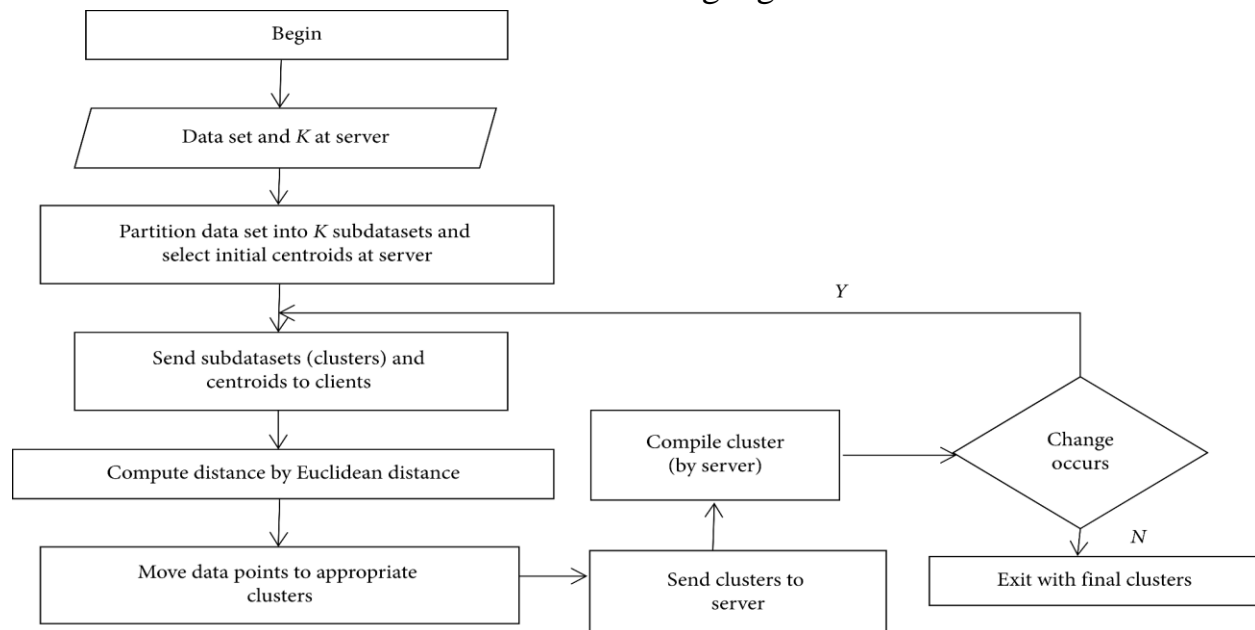 Begin
Data set and K at server
Partition data set into K subdatasets and
select initial centroids at server
Y
Send subdatasets (clusters) and
centroids to clients
Compute distance by Euclidean distance
Move data points to appropriate
clusters
Send clusters to
server
Compile cluster
(by server)
Change
occurs
N
Exit with final clusters